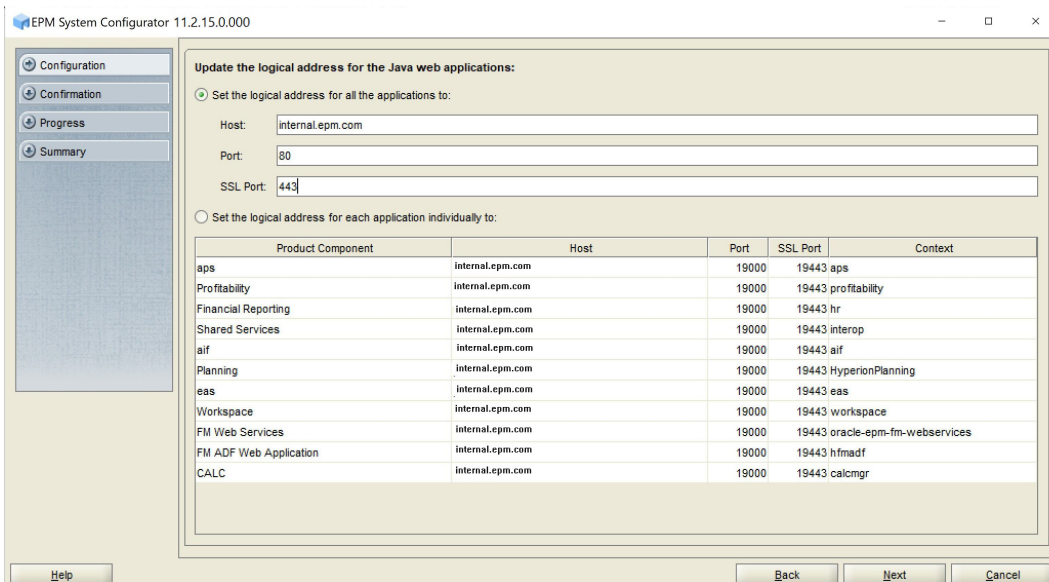 EPM System Configurator 11.2.15.0.000
Configuration
Confirmation
Progress
Summary
Update the logical address for the Java web applications:
Set the logical address for all the applications to:
Host: internal.epm.com
Port: 80
SSL Port: 443
Set the logical address for each application individually to:
Product Component Host Port SSL Port Context
aps internal.epm.com 19000 19443 aps
Profitability internal.epm.com 19000 19443 profitability
Financial Reporting internal.epm.com 19000 19443 hr
Shared Services internal.epm.com 19000 19443 interop
aif internal.epm.com 19000 19443 aif
Planning internal.epm.com 19000 19443 HyperionPlanning
eas internal.epm.com 19000 19443 eas
Workspace internal.epm.com 19000 19443 workspace
FM Web Services internal.epm.com 19000 19443 oracle-epm-fm-webservices
FM ADF Web Application internal.epm.com 19000 19443 hfmadf
CALC internal.epm.com 19000 19443 calcmgr
Help Back Next Cancel